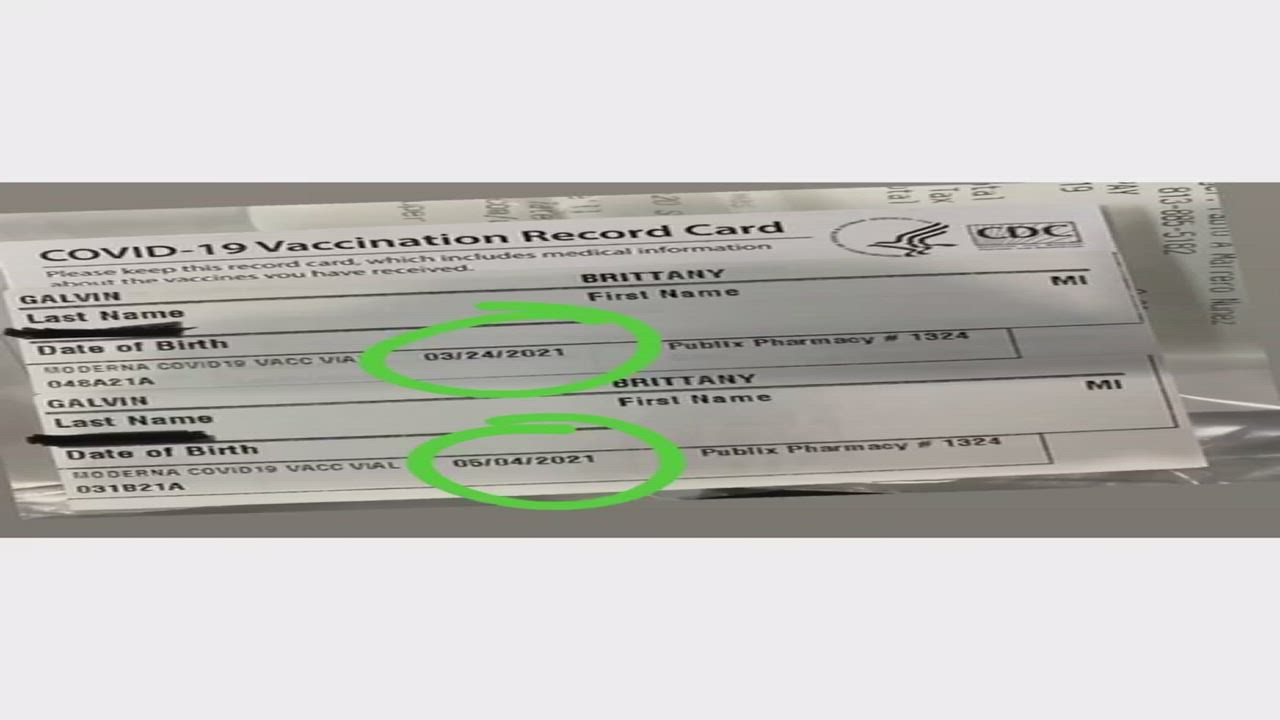 COVID-19 Vaccination Record Card
Please keep this record card, which includes medical information
about the vaccines you have received.
CDC
GALVIN BRITTANY
Last Name First Name MI
Date of Birth
MODERNA COVID19 VACC VIAL 03/24/2021 Publix Pharmacy # 1324
048A21A
GALVIN BRITTANY
Last Name First Name MI
Date of Birth
MODERNA COVID19 VACC VIAL 05/04/2021 Publix Pharmacy # 1324
031B21A
813-886-5182
Tax